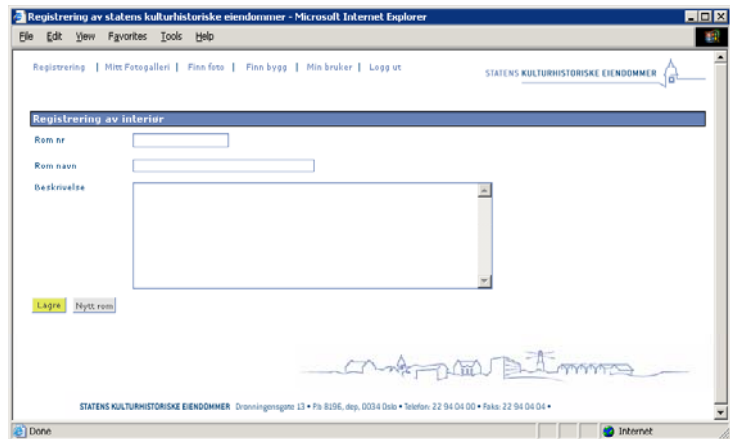 Registrering av statens kulturhistoriske eiendommer - Microsoft Internet Explorer
File Edit View Favorites Tools Help
Registrering | Mitt Fotogalleri | Finn foto | Finn bygg | Min bruker | Logg ut
STATENS KULTURHISTORISKE EIENDOMMER
Registrering av interiør
Rom nr
Rom navn
Beskrivelse
Lagre Nytt rom
STATENS KULTURHISTORISKE EIENDOMMER Dronningensgate 13 • Pb 8196, dep, 0034 Oslo • Telefon: 22 94 04 00 • Faks: 22 94 04 04 •
Done Internet